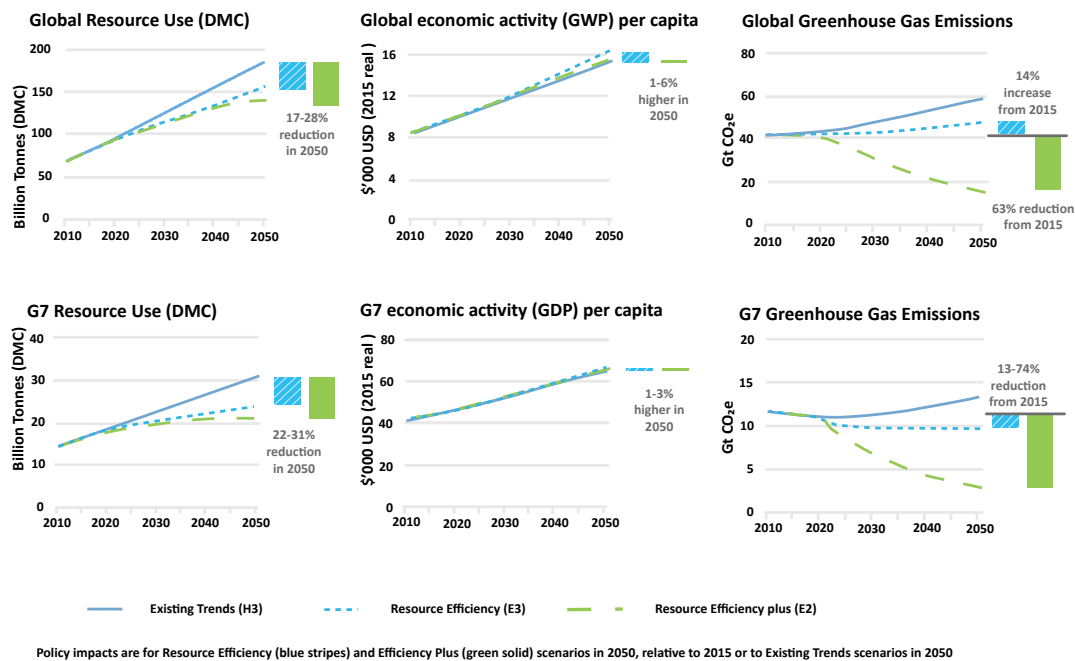 Global Resource Use (DMC)
Billion Tonnes (DMC)
200
150
100
50
0
2010 2020 2030 2040 2050
17-28%
reduction
in 2050
Global economic activity (GWP) per capita
$'000 USD (2015 real )
16
12
8
4
0
2010 2020 2030 2040 2050
1-6%
higher in
2050
Global Greenhouse Gas Emissions
Gt CO₂e
80
60
40
20
0
2010 2020 2030 2040 2050
14%
increase
from 2015
63% reduction
from 2015
G7 Resource Use (DMC)
Billion Tonnes (DMC)
40
30
20
10
0
2010 2020 2030 2040 2050
22-31%
reduction
in 2050
G7 economic activity (GDP) per capita
$'000 USD (2015 real )
80
60
40
20
0
2010 2020 2030 2040 2050
1-3%
higher in
2050
G7 Greenhouse Gas Emissions
Gt CO₂e
20
15
10
5
0
2010 2020 2030 2040 2050
13-74%
reduction
from 2015
Existing Trends (H3)
Resource Efficiency (E3)
Resource Efficiency plus (E2)
Policy impacts are for Resource Efficiency (blue stripes) and Efficiency Plus (green solid) scenarios in 2050, relative to 2015 or to Existing Trends scenarios in 2050